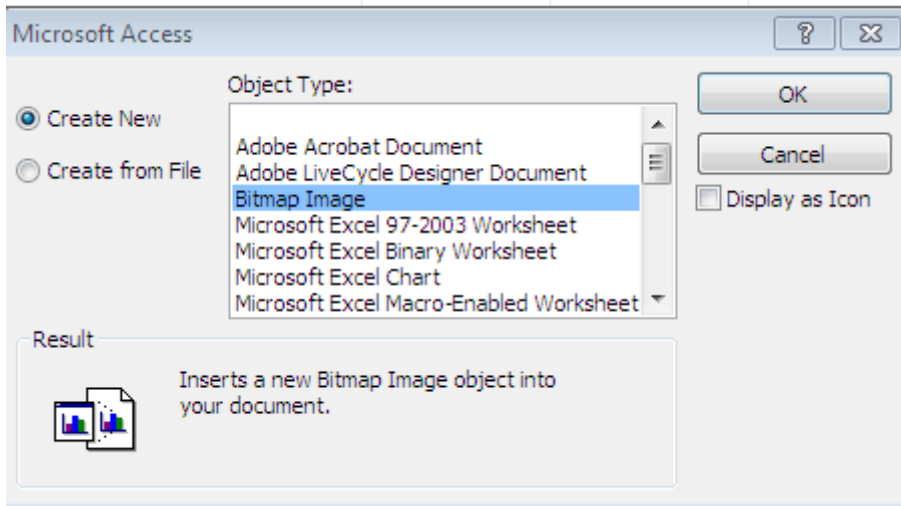 Microsoft Access
Object Type:
Create New
Create from File
Adobe Acrobat Document
Adobe LiveCycle Designer Document
Bitmap Image
Microsoft Excel 97-2003 Worksheet
Microsoft Excel Binary Worksheet
Microsoft Excel Chart
Microsoft Excel Macro-Enabled Worksheet
OK
Cancel
Display as Icon
Result
Inserts a new Bitmap Image object into
your document.